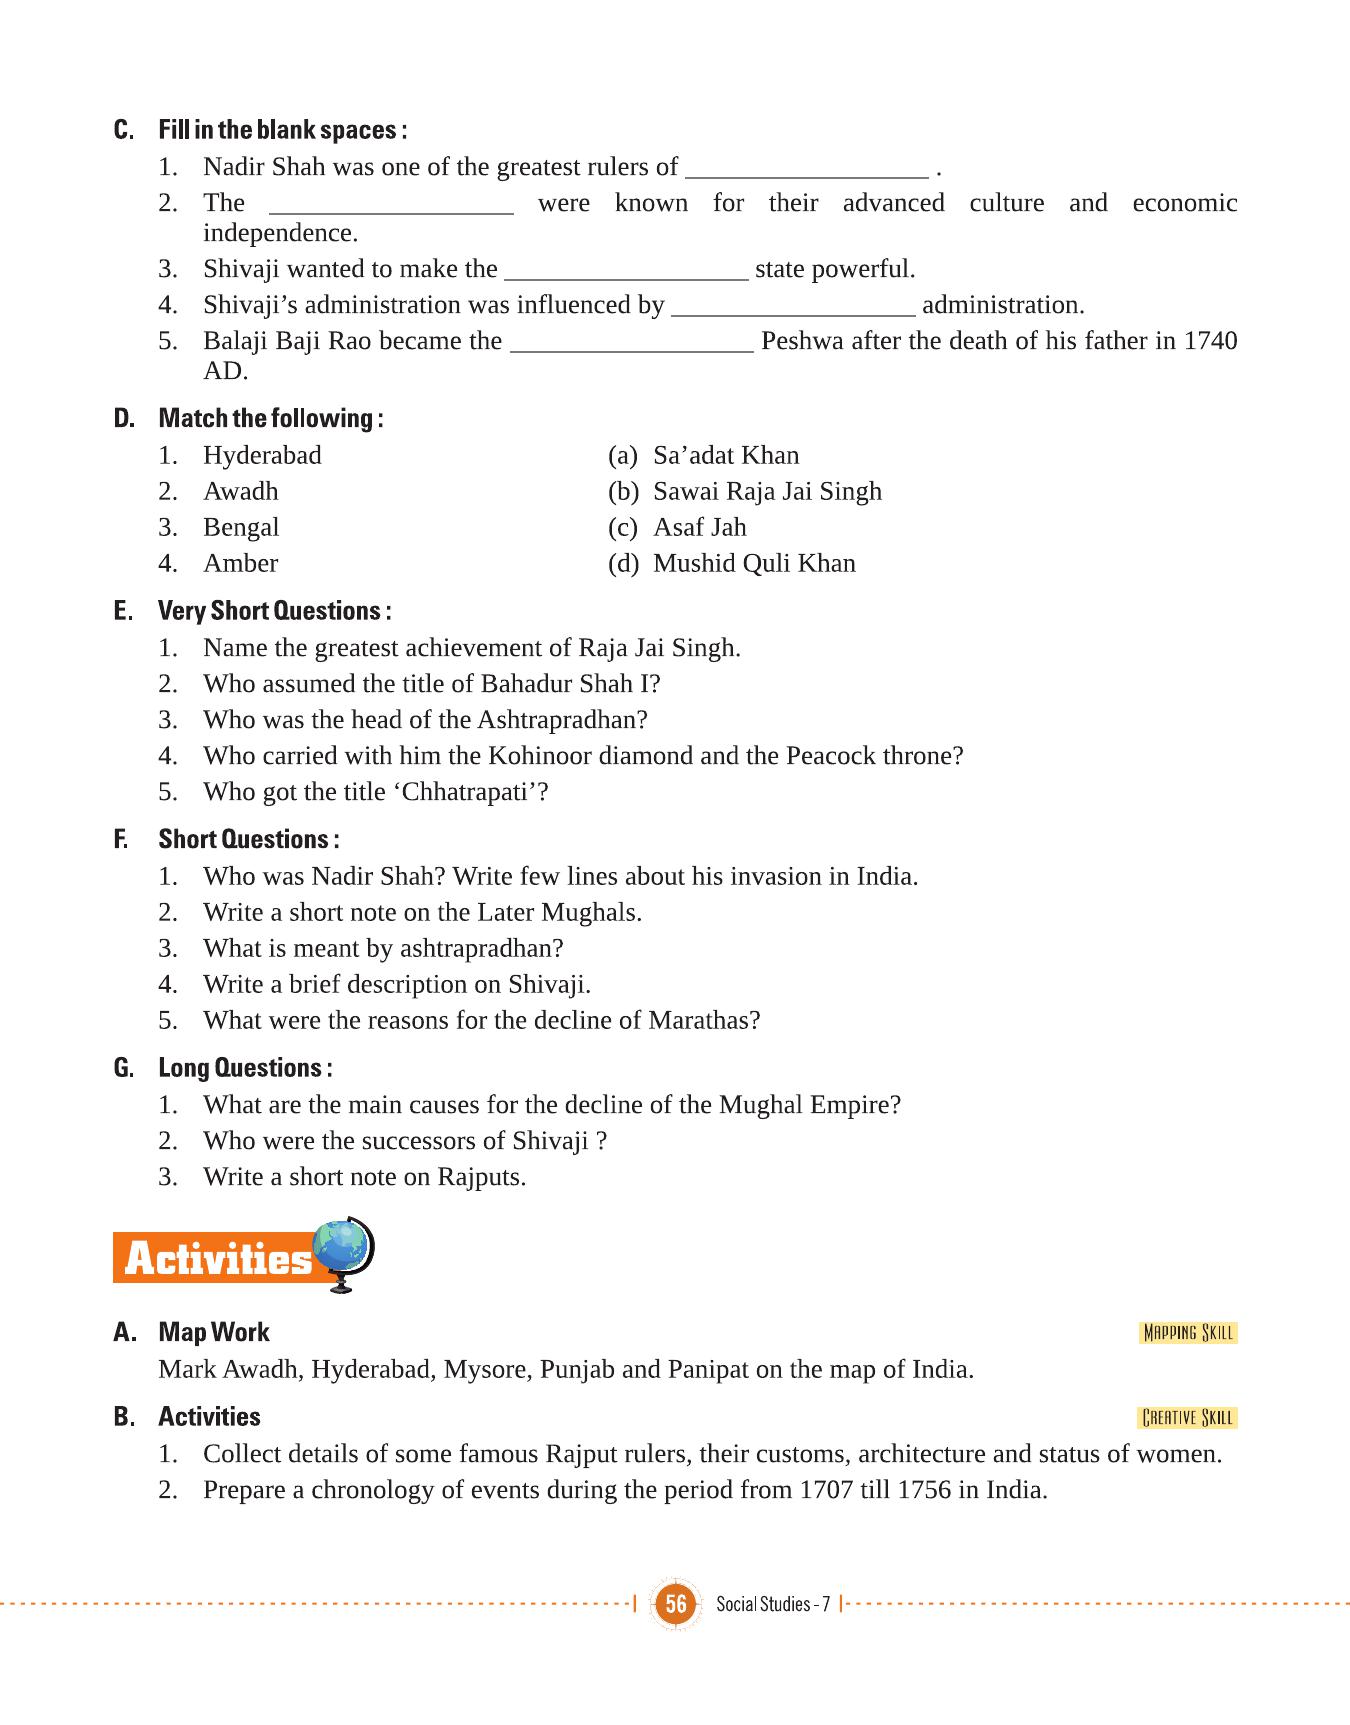 C. Fill in the blank spaces :
1. Nadir Shah was one of the greatest rulers of __________________ .
2. The __________________ were known for their advanced culture and economic
independence.
3. Shivaji wanted to make the __________________ state powerful.
4. Shivaji’s administration was influenced by __________________ administration.
5. Balaji Baji Rao became the __________________ Peshwa after the death of his father in 1740
AD.
D. Match the following :
1. Hyderabad (a) Sa’adat Khan
2. Awadh (b) Sawai Raja Jai Singh
3. Bengal (c) Asaf Jah
4. Amber (d) Mushid Quli Khan
E. Very Short Questions :
1. Name the greatest achievement of Raja Jai Singh.
2. Who assumed the title of Bahadur Shah I?
3. Who was the head of the Ashtrapradhan?
4. Who carried with him the Kohinoor diamond and the Peacock throne?
5. Who got the title ‘Chhatrapati’?
F. Short Questions :
1. Who was Nadir Shah? Write few lines about his invasion in India.
2. Write a short note on the Later Mughals.
3. What is meant by ashtrapradhan?
4. Write a brief description on Shivaji.
5. What were the reasons for the decline of Marathas?
G. Long Questions :
1. What are the main causes for the decline of the Mughal Empire?
2. Who were the successors of Shivaji ?
3. Write a short note on Rajputs.
Activities
A. Map Work MAPPING SKILL
Mark Awadh, Hyderabad, Mysore, Punjab and Panipat on the map of India.
B. Activities CREATIVE SKILL
1. Collect details of some famous Rajput rulers, their customs, architecture and status of women.
2. Prepare a chronology of events during the period from 1707 till 1756 in India.
56 Social Studies - 7